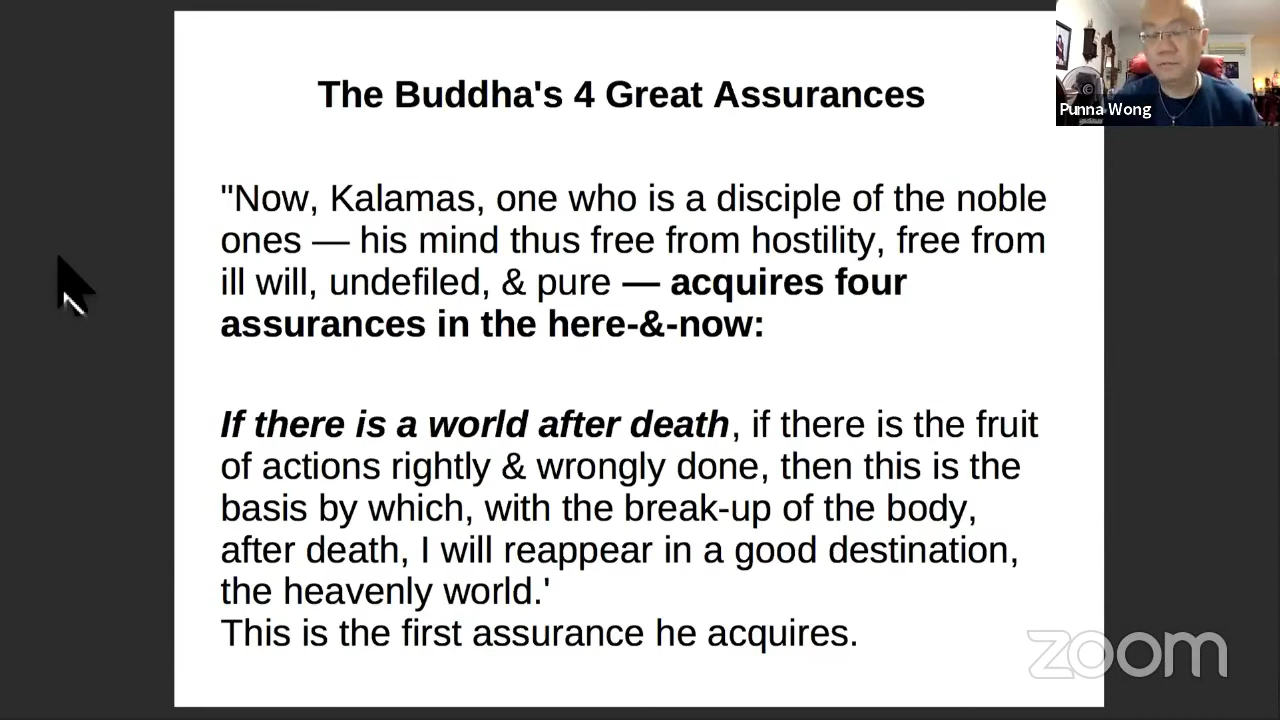 The Buddha's 4 Great Assurances
"Now, Kalamas, one who is a disciple of the noble
ones — his mind thus free from hostility, free from
ill will, undefiled, & pure — acquires four
assurances in the here-&-now:
If there is a world after death, if there is the fruit
of actions rightly & wrongly done, then this is the
basis by which, with the break-up of the body,
after death, I will reappear in a good destination,
the heavenly world.'
This is the first assurance he acquires.
Punna Wong
zoom